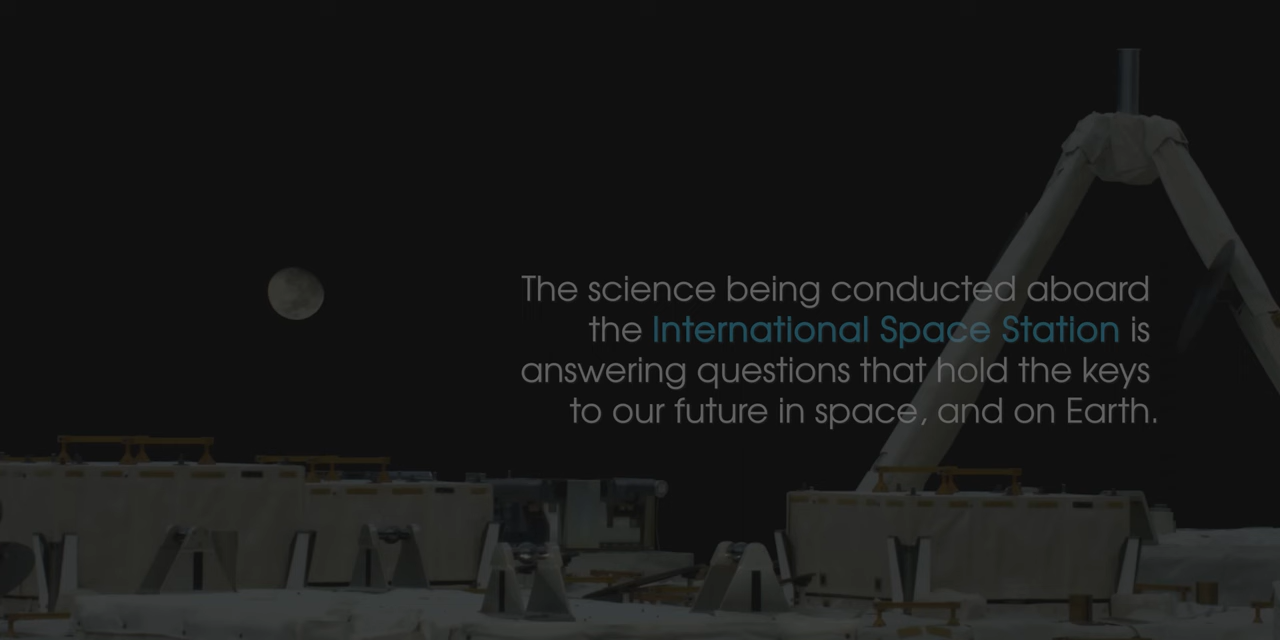 The science being conducted aboard
the International Space Station is
answering questions that hold the keys
to our future in space, and on Earth.